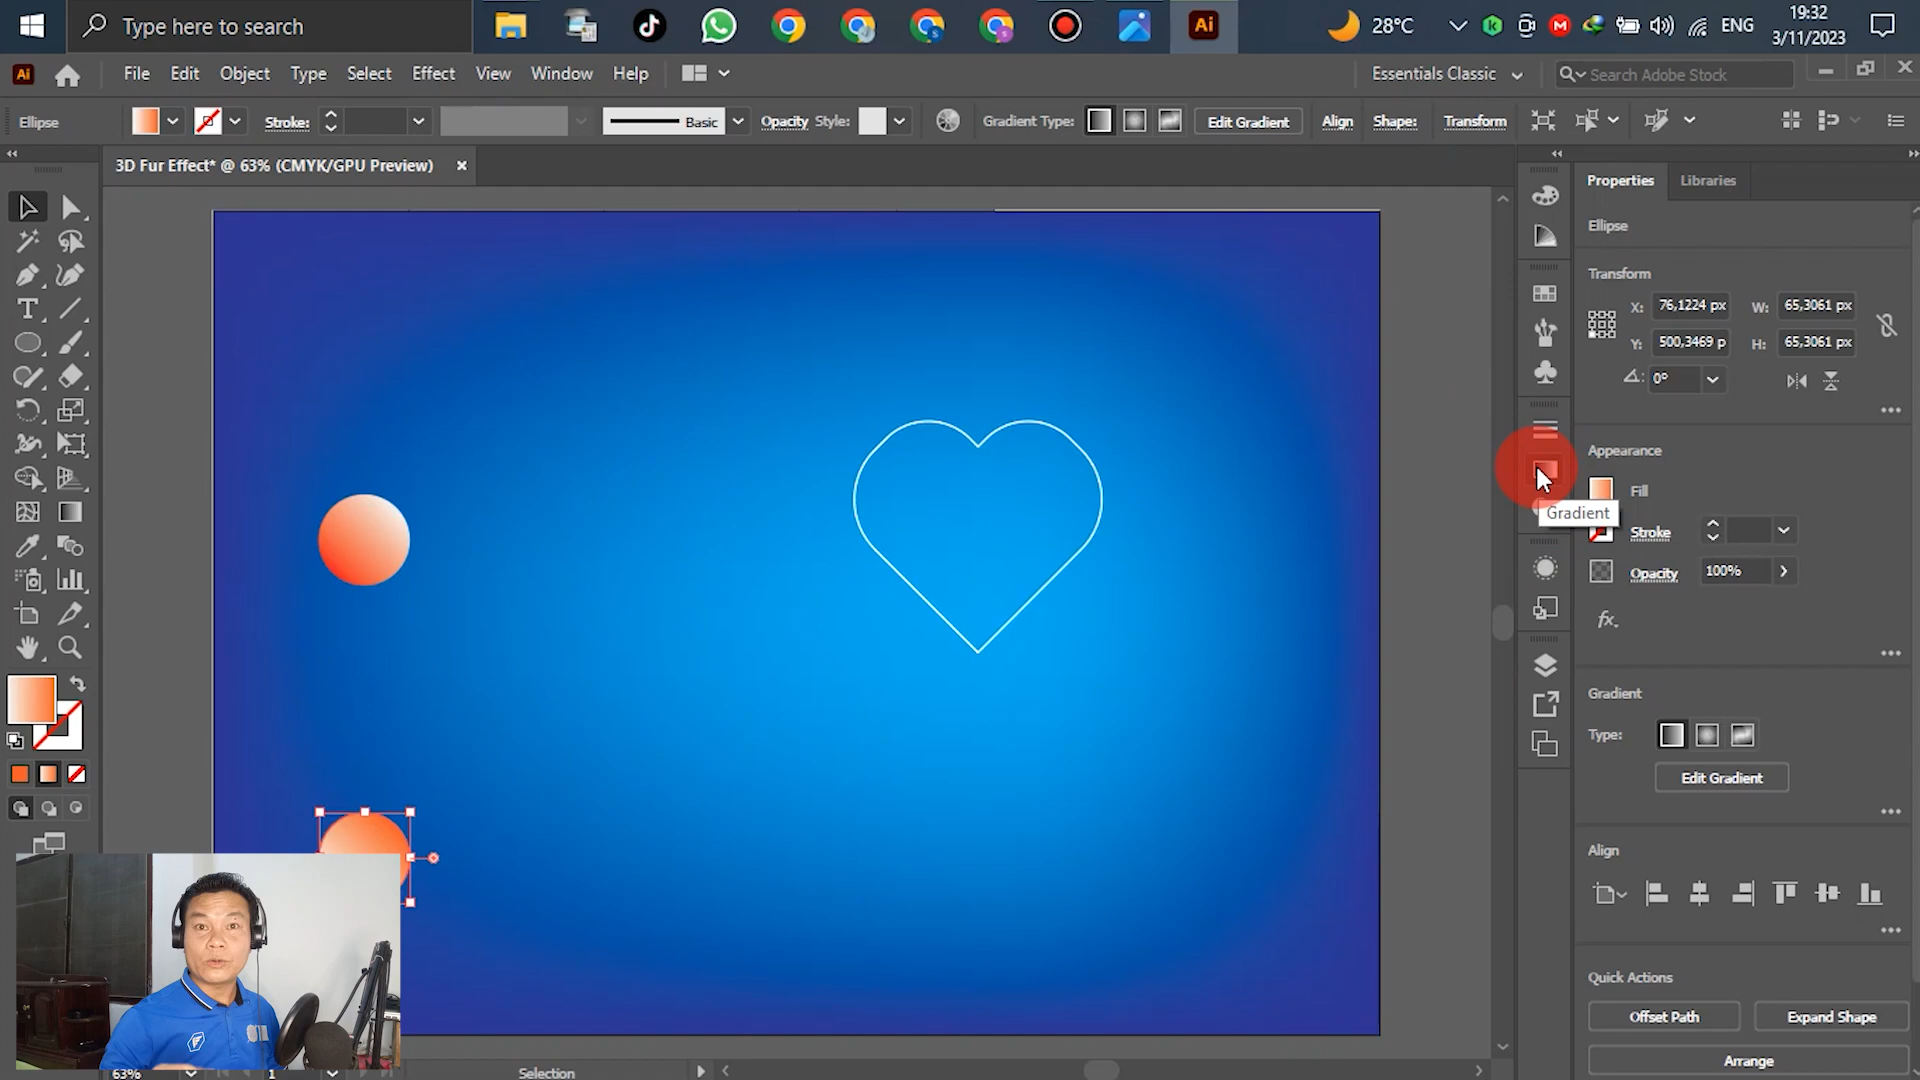 Type here to search
28°C
ENG
19:32
3/11/2023
Ai
Ai
File
Edit
Object
Type
Select
Effect
View
Window
Help
Essentials Classic
Search Adobe Stock
Ellipse
Stroke:
Basic
Opacity
Style:
Gradient Type:
Edit Gradient
Align
Shape:
Transform
3D Fur Effect* @ 63% (CMYK/GPU Preview)
Properties
Libraries
Ellipse
Transform
X:
76,1224 px
W:
65,3061 px
Y:
500,3469 p
H:
65,3061 px
0°
Appearance
Fill
Gradient
Stroke
Opacity
100%
fx.
Gradient
Type:
Edit Gradient
Align
Quick Actions
Offset Path
Expand Shape
Arrange
63%
1
Selection